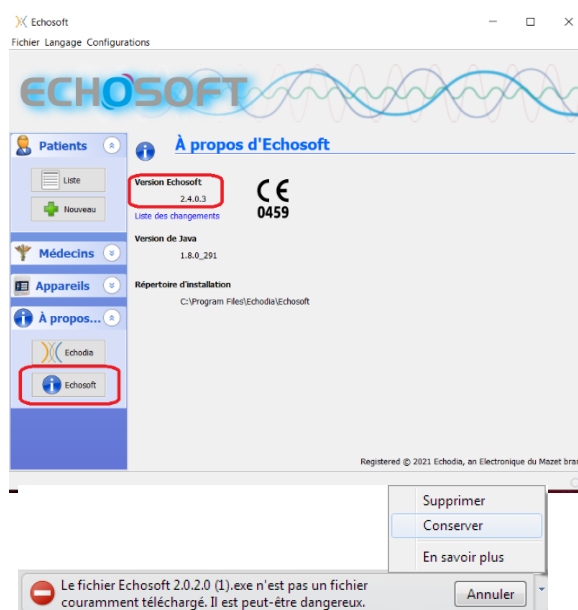 Echosoft
Fichier Langage Configurations
ECHOSOFT
Patients
À propos d'Echosoft
Liste
Version Echosoft
2.4.0.3
Nouveau
Liste des changements
0459
Version de Java
Médecins
1.8.0_291
Appareils
Répertoire d'installation
C:\Program Files\Echodia\Echosoft
À propos...
Echodia
Echosoft
Registered @ 2021 Echodia, an Electronique du Mazet bran
Supprimer
Conserver
En savoir plus
Le fichier Echosoft 2.0.2.0 (1).exe n'est pas un fichier
couramment téléchargé. Il est peut-être dangereux.
Annuler